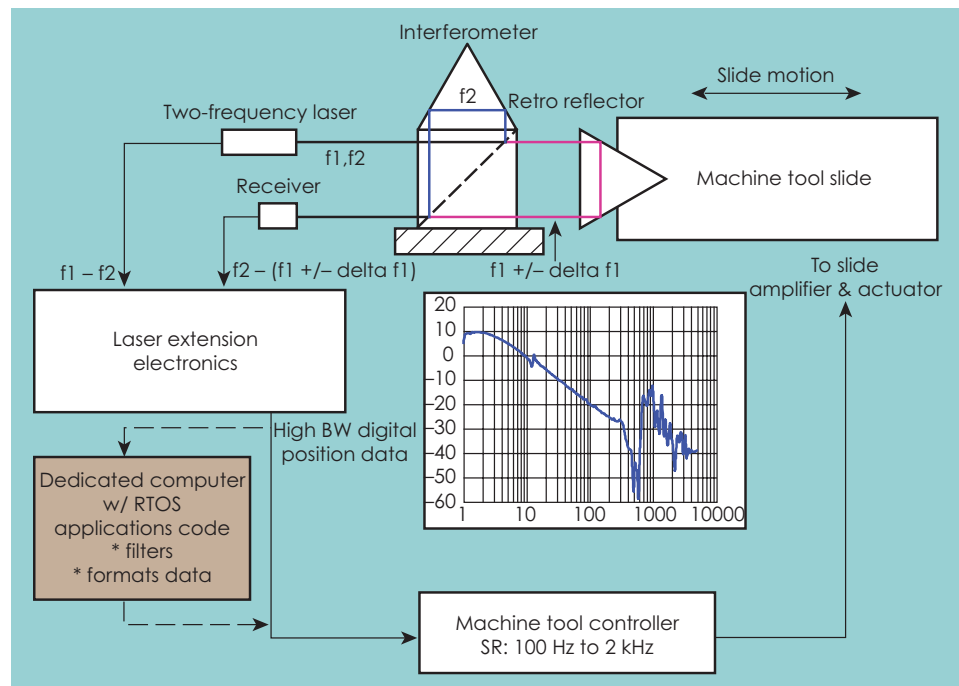 Interferometer
Slide motion
f2
Retro reflector
Two-frequency laser
f1,f2
Machine tool slide
Receiver
f1 – f2
f2 – (f1 +/– delta f1)
f1 +/– delta f1
To slide
amplifier & actuator
Laser extension
electronics
20
10
0
–10
–20
–30
–40
–50
–60
1
10
100
1000
10000
High BW digital
position data
Dedicated computer
w/ RTOS
applications code
* filters
* formats data
Machine tool controller
SR: 100 Hz to 2 kHz